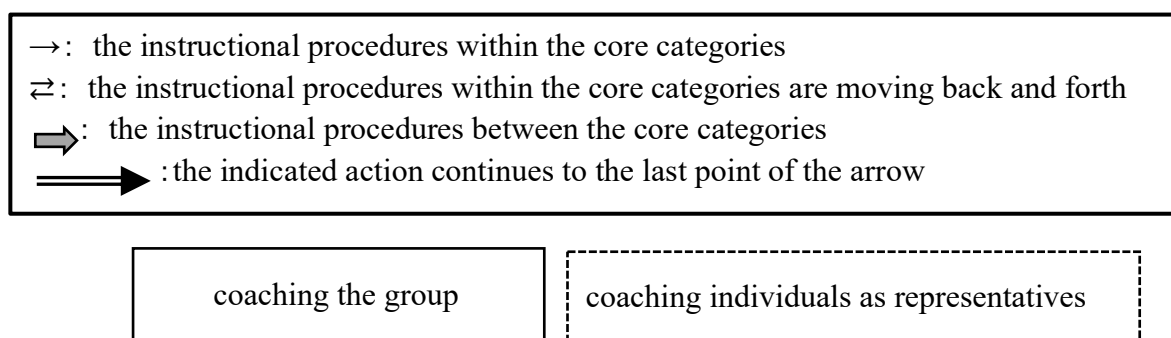 →: the instructional procedures within the core categories
⇄: the instructional procedures within the core categories are moving back and forth
: the instructional procedures between the core categories
:the indicated action continues to the last point of the arrow
coaching the group
coaching individuals as representatives